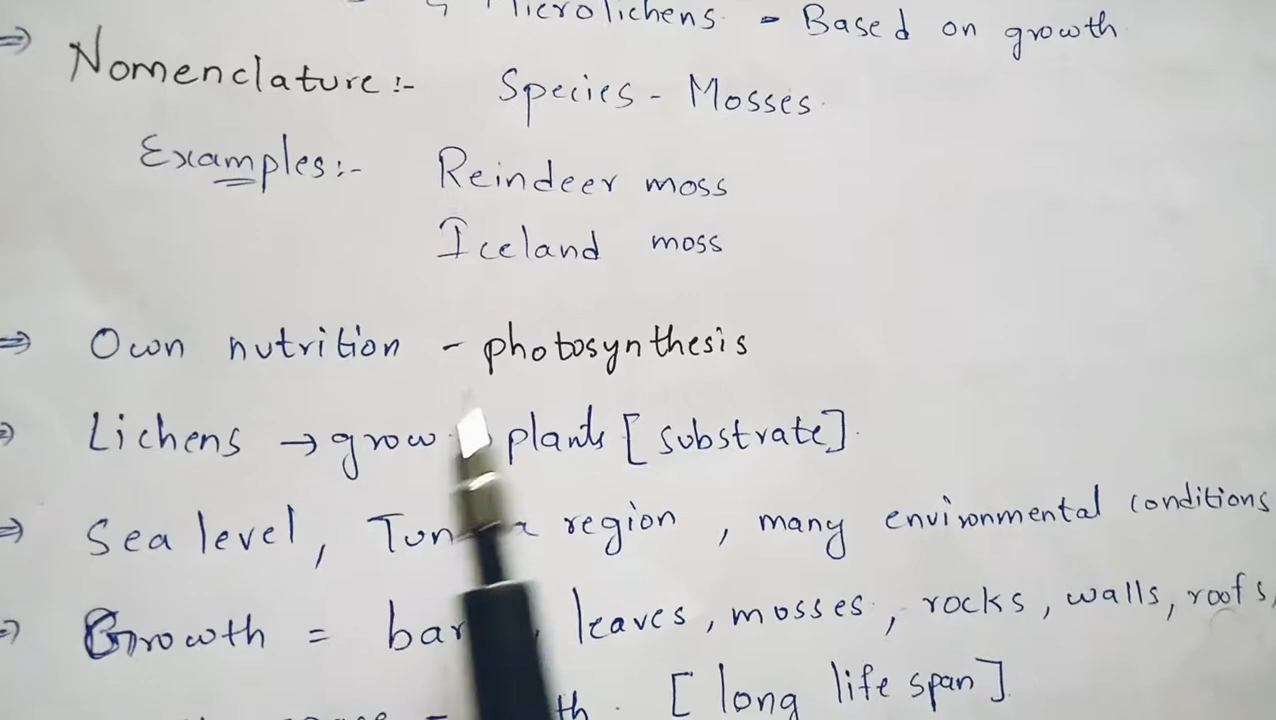 Microlichens - Based on growth
⇒ Nomenclature:- Species - Mosses
Examples:- Reindeer moss
Iceland moss
⇒ Own nutrition - photosynthesis
⇒ Lichens → grow plants [substrate].
⇒ Sea level, region, many environmental conditions
⇒ Growth = leaves, mosses, rocks, walls, roofs,
[long life span]